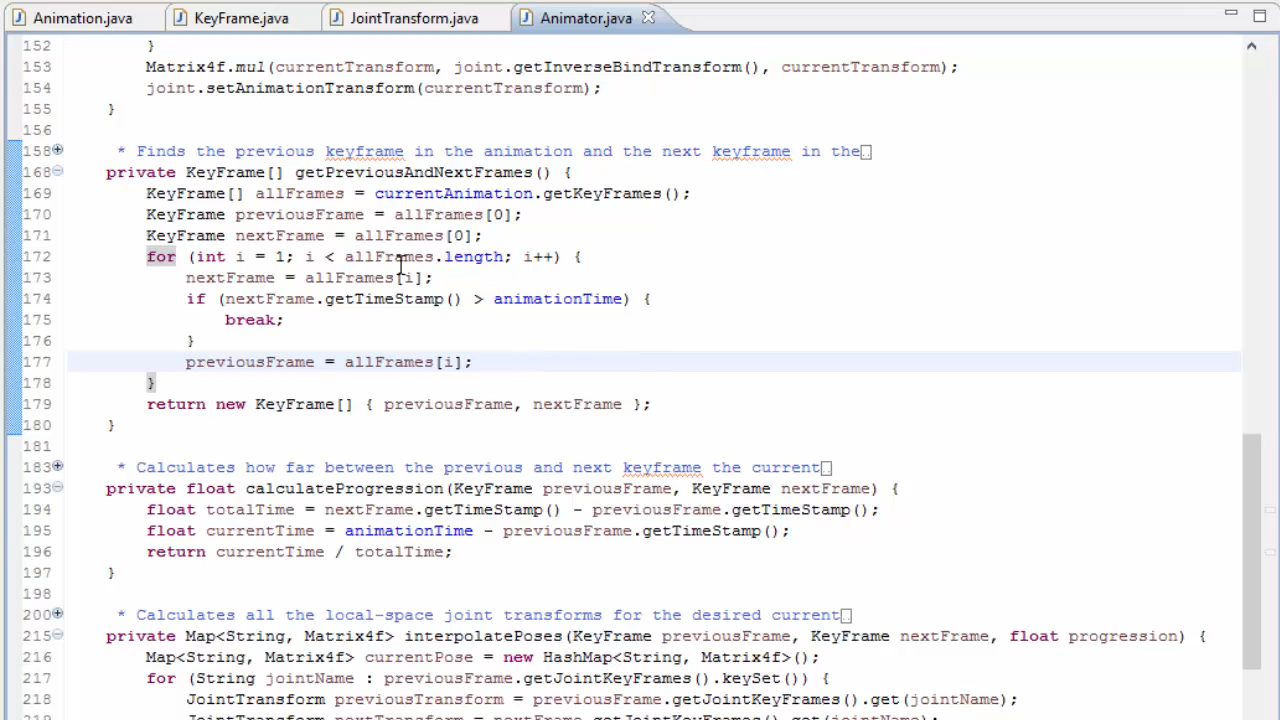 Animation.java KeyFrame.java JointTransform.java Animator.java
152 }
153 Matrix4f.mul(currentTransform, joint.getInverseBindTransform(), currentTransform);
154 joint.setAnimationTransform(currentTransform);
155 }
156
158 * Finds the previous keyframe in the animation and the next keyframe in the
168 private KeyFrame[] getPreviousAndNextFrames() {
169 KeyFrame[] allFrames = currentAnimation.getKeyFrames();
170 KeyFrame previousFrame = allFrames[0];
171 KeyFrame nextFrame = allFrames[0];
172 for (int i = 1; i < allFrames.length; i++) {
173 nextFrame = allFrames[i];
174 if (nextFrame.getTimeStamp() > animationTime) {
175 break;
176 }
177 previousFrame = allFrames[i];
178 }
179 return new KeyFrame[] { previousFrame, nextFrame };
180 }
181
183 * Calculates how far between the previous and next keyframe the current
193 private float calculateProgression(KeyFrame previousFrame, KeyFrame nextFrame) {
194 float totalTime = nextFrame.getTimeStamp() - previousFrame.getTimeStamp();
195 float currentTime = animationTime - previousFrame.getTimeStamp();
196 return currentTime / totalTime;
197 }
198
200 * Calculates all the local-space joint transforms for the desired current
215 private Map<String, Matrix4f> interpolatePoses(KeyFrame previousFrame, KeyFrame nextFrame, float progression) {
216 Map<String, Matrix4f> currentPose = new HashMap<String, Matrix4f>();
217 for (String jointName : previousFrame.getJointKeyFrames().keySet()) {
218 JointTransform previousTransform = previousFrame.getJointKeyFrames().get(jointName);
219 JointTransform nextTransform = nextFrame.getJointKeyFrames().get(jointName);